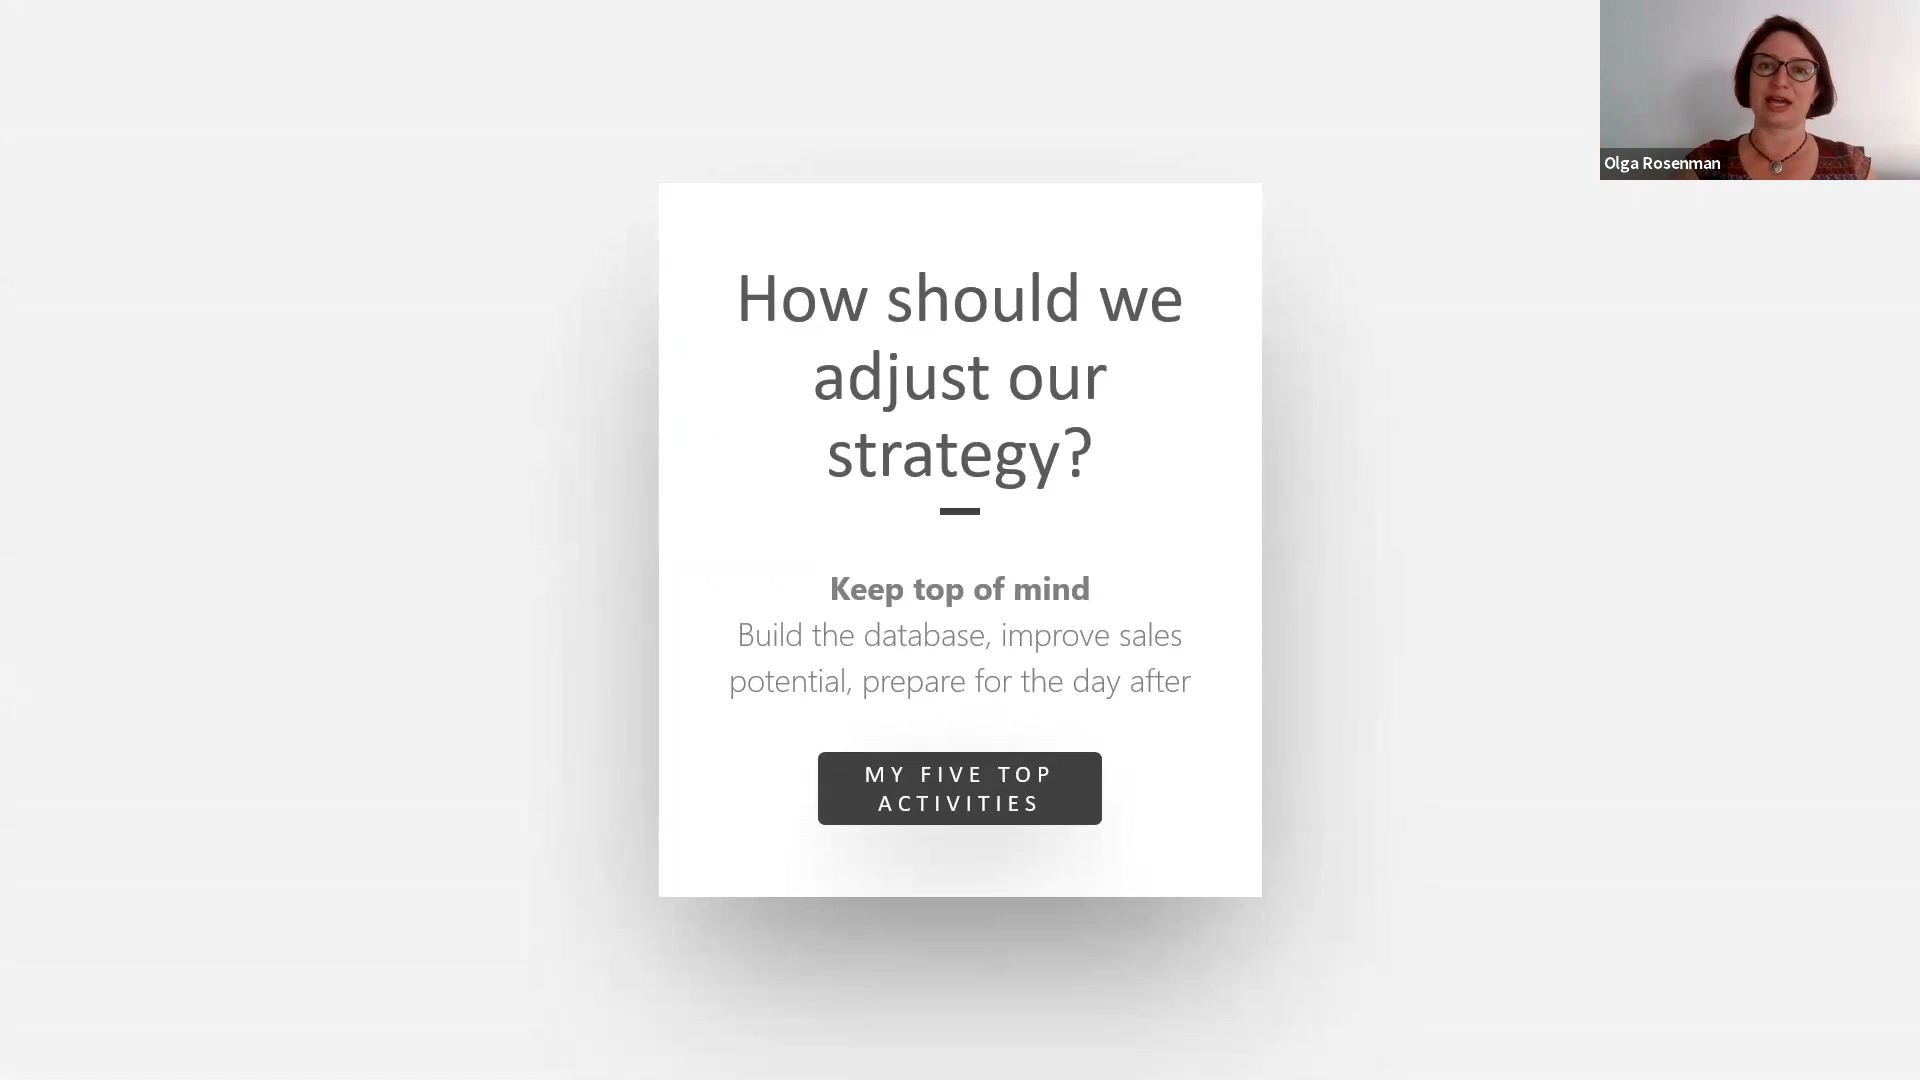 Olga Rosenman
How should we
adjust our
strategy?
Keep top of mind
Build the database, improve sales
potential, prepare for the day after
MY FIVE TOP
ACTIVITIES